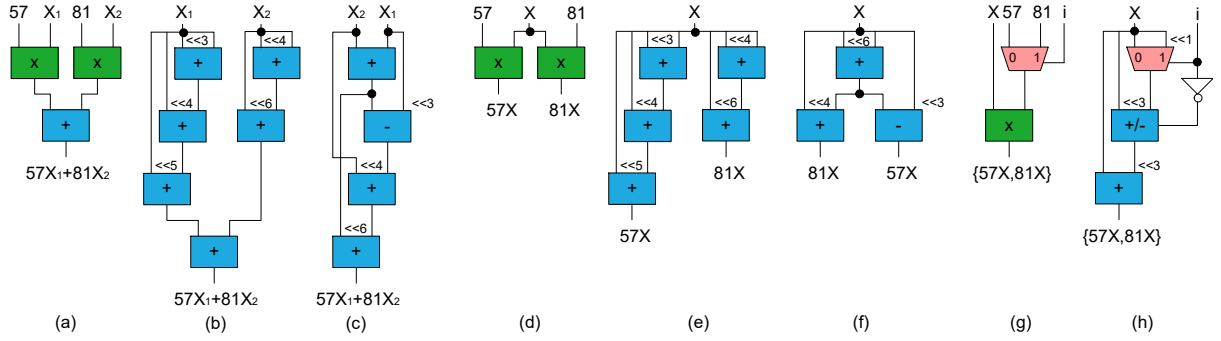 57 X₁ 81 X₂
x x
+
57X₁+81X₂
(a)
X₁ X₂
<<3 <<4
+ +
<<4 <<6
+ +
<<5
+
+
57X₁+81X₂
(b)
X₂ X₁
+
<<3
-
<<4
+
<<6
+
57X₁+81X₂
(c)
57 X 81
x x
57X 81X
(d)
X
<<3 <<4
+ +
<<4 <<6
+ +
81X
<<5
+
57X
(e)
X
<<6
+
<<4 <<3
+ -
81X 57X
(f)
X 57 81 i
0 1
x
{57X,81X}
(g)
X i
<<1
0 1
<<3
+/-
<<3
+
{57X,81X}
(h)